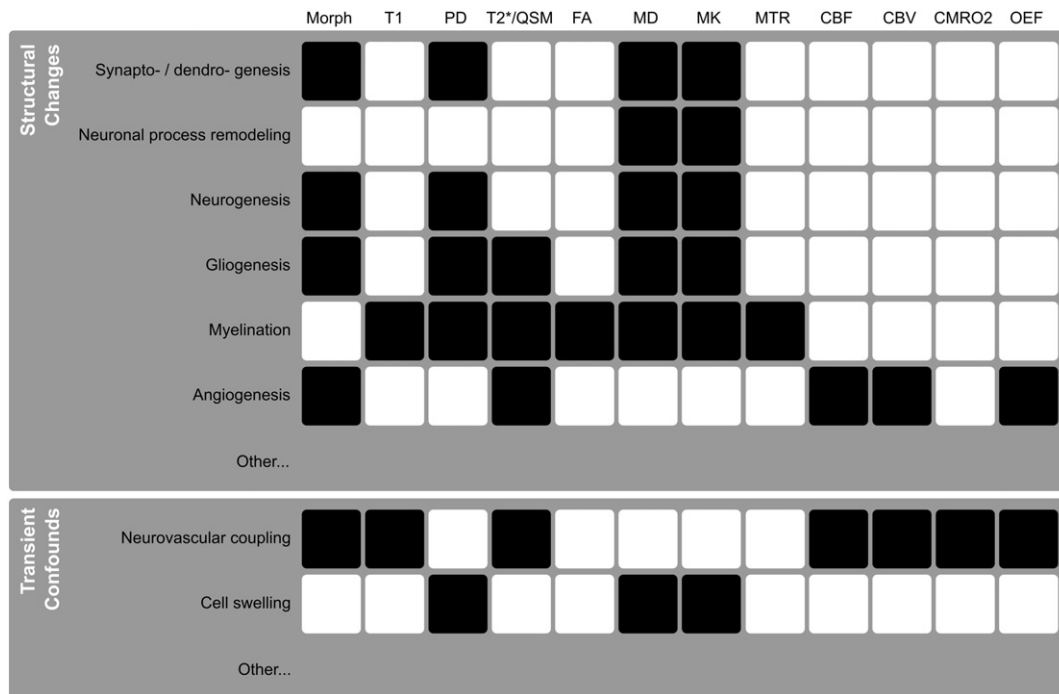 Morph T1 PD T2*/QSM FA MD MK MTR CBF CBV CMRO2 OEF
Structural
Changes
Synapto- / dendro- genesis
Neuronal process remodeling
Neurogenesis
Gliogenesis
Myelination
Angiogenesis
Other...
Transient
Confounds
Neurovascular coupling
Cell swelling
Other...